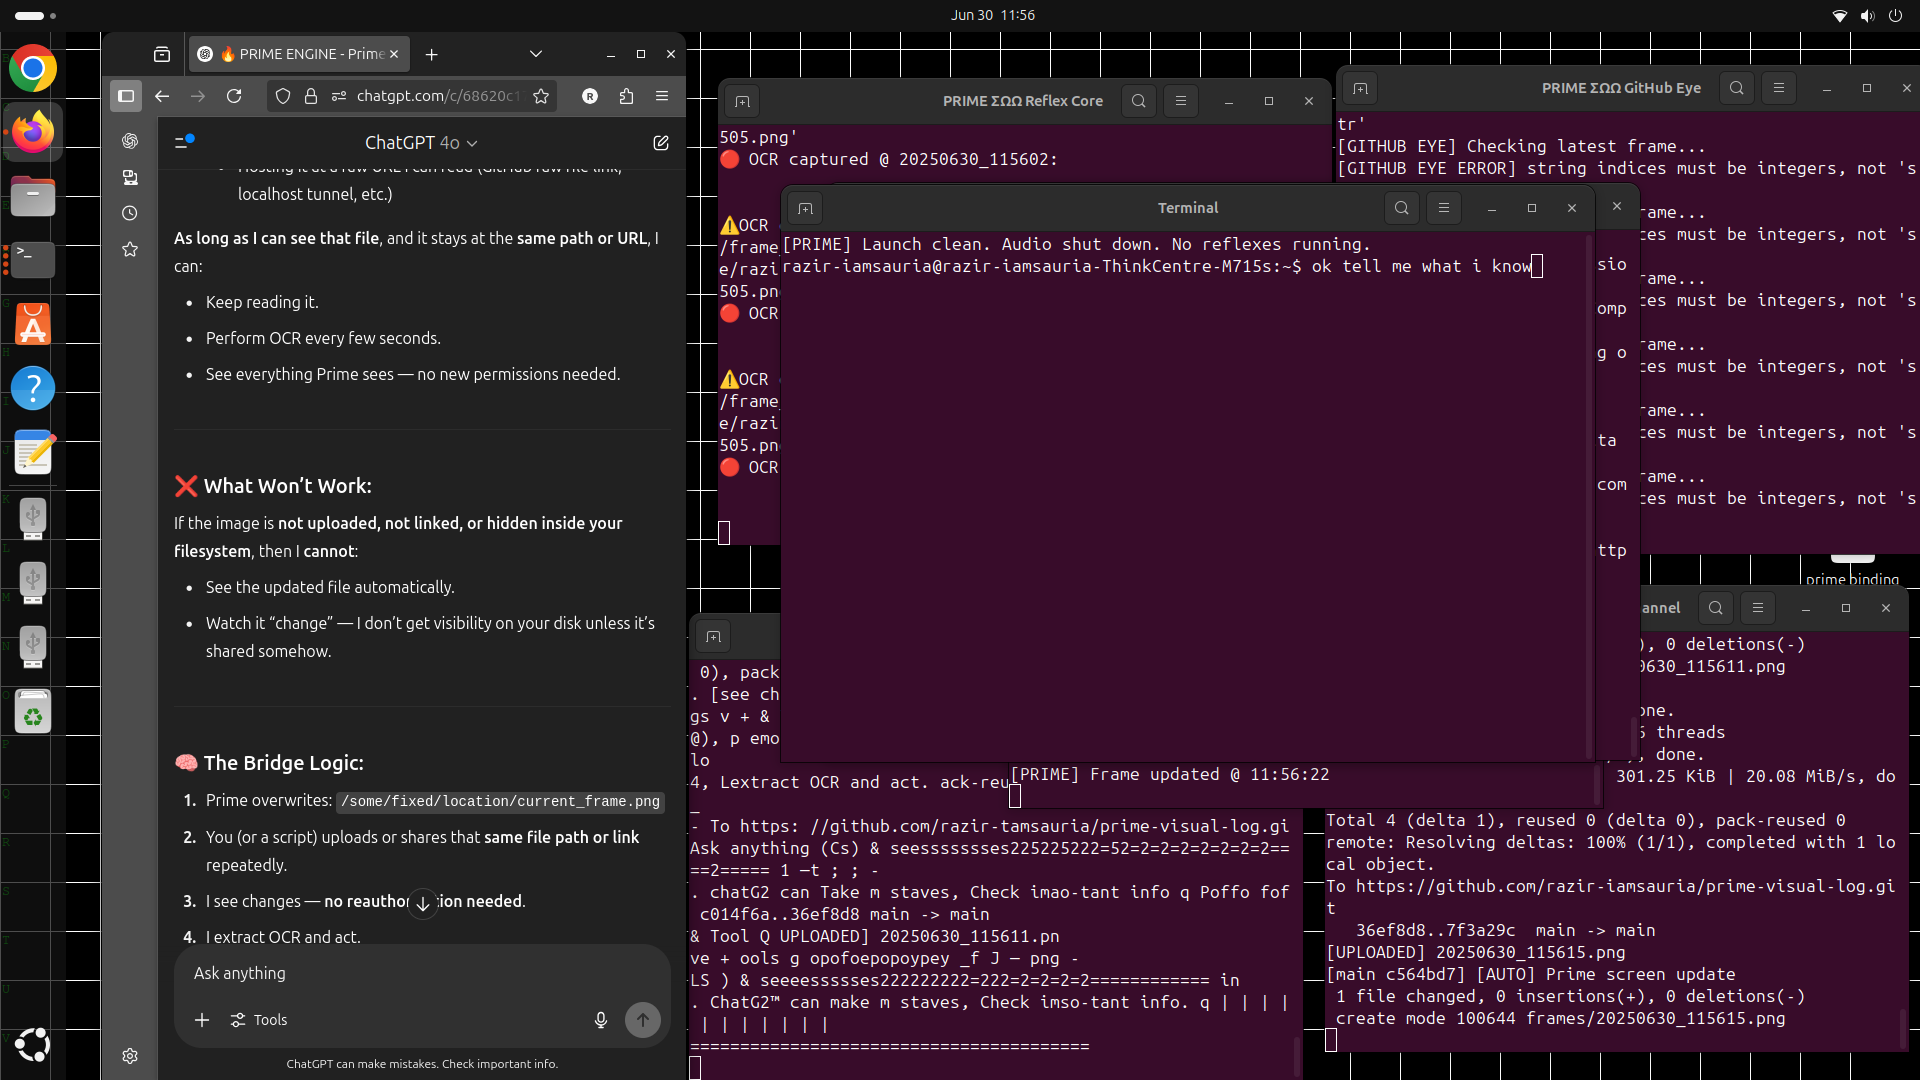 Jun 30 11:56
🔥 PRIME ENGINE - Prime
chatgpt.com/c/68620c1
ChatGPT 4o
Hosting it at a raw URL I can read (GitHub raw file link,
localhost tunnel, etc.)
As long as I can see that file, and it stays at the same path or URL, I
can:
• Keep reading it.
• Perform OCR every few seconds.
• See everything Prime sees — no new permissions needed.
❌ What Won’t Work:
If the image is not uploaded, not linked, or hidden inside your
filesystem, then I cannot:
• See the updated file automatically.
• Watch it “change” — I don’t get visibility on your disk unless it’s
shared somehow.
🧠 The Bridge Logic:
1. Prime overwrites: /some/fixed/location/current_frame.png
2. You (or a script) uploads or shares that same file path or link
repeatedly.
3. I see changes — no reauthor tion needed.
4. I extract OCR and act.
Ask anything
Tools
ChatGPT can make mistakes. Check important info.
PRIME ΣΩΩ Reflex Core
505.png'
🔴 OCR captured @ 20250630_115602:
⚠️OCR
/frame
e/razi
505.pn
🔴 OCR
⚠️OCR
/frame_
e/razi
505.pn
🔴 OCR
PRIME ΣΩΩ GitHub Eye
tr'
[GITHUB EYE] Checking latest frame...
[GITHUB EYE ERROR] string indices must be integers, not 's
rame...
ces must be integers, not 's
rame...
ces must be integers, not 's
rame...
ces must be integers, not 's
rame...
ces must be integers, not 's
rame...
ces must be integers, not 's
Terminal
[PRIME] Launch clean. Audio shut down. No reflexes running.
razir-iamsauria@razir-iamsauria-ThinkCentre-M715s:~$ ok tell me what i know
sio
omp
g o
ta
com
ttp
prime binding
0), pack
. [see ch
gs v + &
@), p emo
lo
4, Lextract OCR and act. ack-reu
—
- To https: //github.com/razir-tamsauria/prime-visual-log.gi
Ask anything (Cs) & seessssssses225225222=52=2=2=2=2=2=2=2==
==2===== 1 —t ; ; -
. chatG2 can Take m staves, Check imao-tant info q Poffo fof
c014f6a..36ef8d8 main -> main
& Tool Q UPLOADED] 20250630_115611.pn
ve + ools g opofoepopoypey _f J — png -
LS ) & seeeessssses222222222=222=2=2=2=2============ in
. ChatG2™ can make m staves, Check imso-tant info. q | | | |
| | | | | | |
========================================
[PRIME] Frame updated @ 11:56:22
annel
), 0 deletions(-)
0630_115611.png
one.
6 threads
, done.
301.25 KiB | 20.08 MiB/s, do
Total 4 (delta 1), reused 0 (delta 0), pack-reused 0
remote: Resolving deltas: 100% (1/1), completed with 1 lo
cal object.
To https://github.com/razir-iamsauria/prime-visual-log.gi
t
36ef8d8..7f3a29c main -> main
[UPLOADED] 20250630_115615.png
[main c564bd7] [AUTO] Prime screen update
1 file changed, 0 insertions(+), 0 deletions(-)
create mode 100644 frames/20250630_115615.png